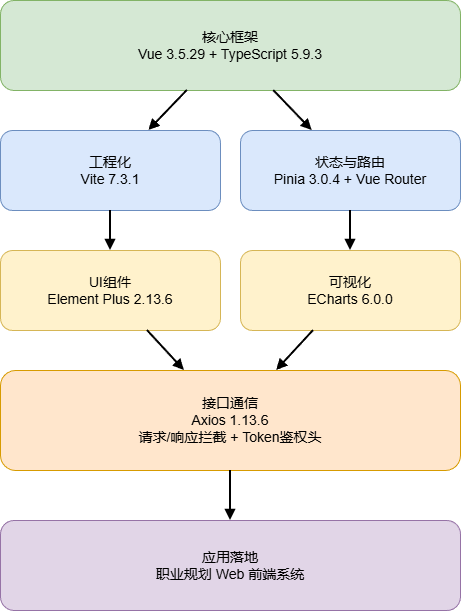 核心框架
Vue 3.5.29 + TypeScript 5.9.3
工程化
Vite 7.3.1
状态与路由
Pinia 3.0.4 + Vue Router
UI组件
Element Plus 2.13.6
可视化
ECharts 6.0.0
接口通信
Axios 1.13.6
请求/响应拦截 + Token鉴权头
应用落地
职业规划 Web 前端系统